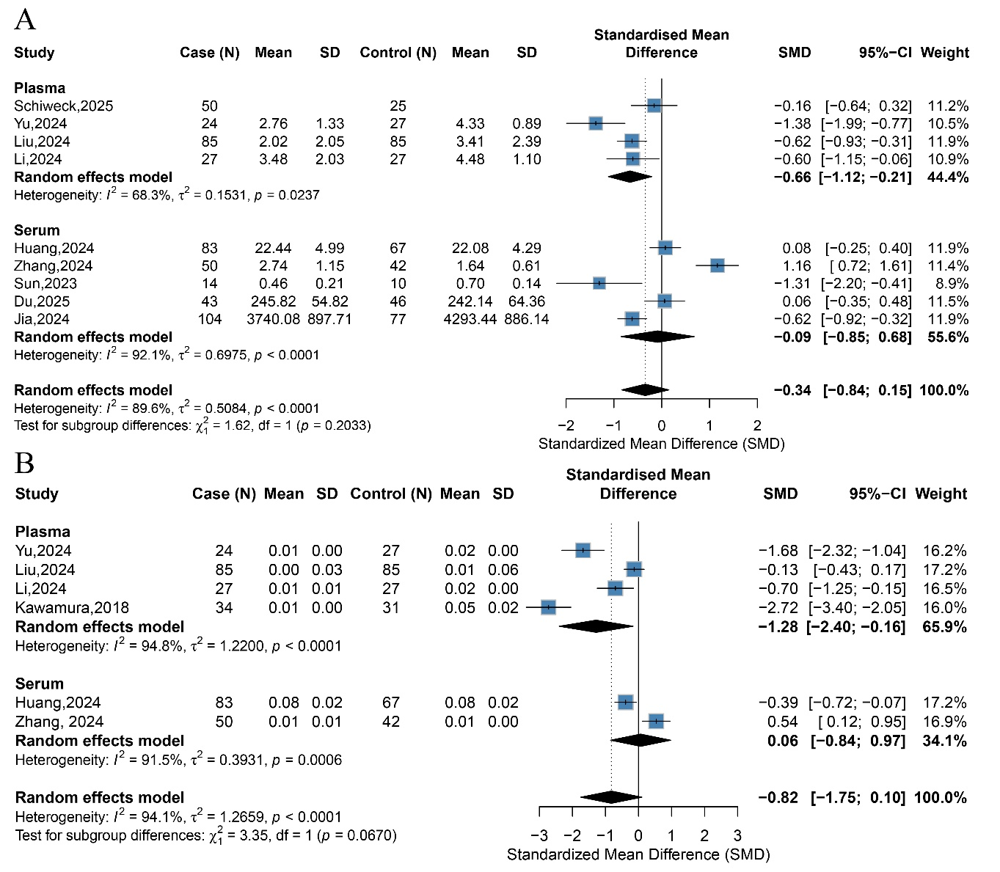 A
Standardised Mean
Study Case (N) Mean SD Control (N) Mean SD Difference SMD 95%−CI Weight
Plasma
Schiweck,2025 50 25 −0.16 [−0.64; 0.32] 11.2%
Yu,2024 24 2.76 1.33 27 4.33 0.89 −1.38 [−1.99; −0.77] 10.5%
Liu,2024 85 2.02 2.05 85 3.41 2.39 −0.62 [−0.93; −0.31] 11.9%
Li,2024 27 3.48 2.03 27 4.48 1.10 −0.60 [−1.15; −0.06] 10.9%
Random effects model −0.66 [−1.12; −0.21] 44.4%
Heterogeneity: I² = 68.3%, τ² = 0.1531, p = 0.0237
Serum
Huang,2024 83 22.44 4.99 67 22.08 4.29 0.08 [−0.25; 0.40] 11.9%
Zhang,2024 50 2.74 1.15 42 1.64 0.61 1.16 [ 0.72; 1.61] 11.4%
Sun,2023 14 0.46 0.21 10 0.70 0.14 −1.31 [−2.20; −0.41] 8.9%
Du,2025 43 245.82 54.82 46 242.14 64.36 0.06 [−0.35; 0.48] 11.5%
Jia,2024 104 3740.08 897.71 77 4293.44 886.14 −0.62 [−0.92; −0.32] 11.9%
Random effects model −0.09 [−0.85; 0.68] 55.6%
Heterogeneity: I² = 92.1%, τ² = 0.6975, p < 0.0001
Random effects model −0.34 [−0.84; 0.15] 100.0%
Heterogeneity: I² = 89.6%, τ² = 0.5084, p < 0.0001
Test for subgroup differences: χ₁² = 1.62, df = 1 (p = 0.2033)
−2 −1 0 1 2
Standardized Mean Difference (SMD)
B
Standardised Mean
Study Case (N) Mean SD Control (N) Mean SD Difference SMD 95%−CI Weight
Plasma
Yu,2024 24 0.01 0.00 27 0.02 0.00 −1.68 [−2.32; −1.04] 16.2%
Liu,2024 85 0.00 0.03 85 0.01 0.06 −0.13 [−0.43; 0.17] 17.2%
Li,2024 27 0.01 0.01 27 0.02 0.00 −0.70 [−1.25; −0.15] 16.5%
Kawamura,2018 34 0.01 0.00 31 0.05 0.02 −2.72 [−3.40; −2.05] 16.0%
Random effects model −1.28 [−2.40; −0.16] 65.9%
Heterogeneity: I² = 94.8%, τ² = 1.2200, p < 0.0001
Serum
Huang,2024 83 0.08 0.02 67 0.08 0.02 −0.39 [−0.72; −0.07] 17.2%
Zhang, 2024 50 0.01 0.01 42 0.01 0.00 0.54 [ 0.12; 0.95] 16.9%
Random effects model 0.06 [−0.84; 0.97] 34.1%
Heterogeneity: I² = 91.5%, τ² = 0.3931, p = 0.0006
Random effects model −0.82 [−1.75; 0.10] 100.0%
Heterogeneity: I² = 94.1%, τ² = 1.2659, p < 0.0001
Test for subgroup differences: χ₁² = 3.35, df = 1 (p = 0.0670)
−3 −2 −1 0 1 2 3
Standardized Mean Difference (SMD)